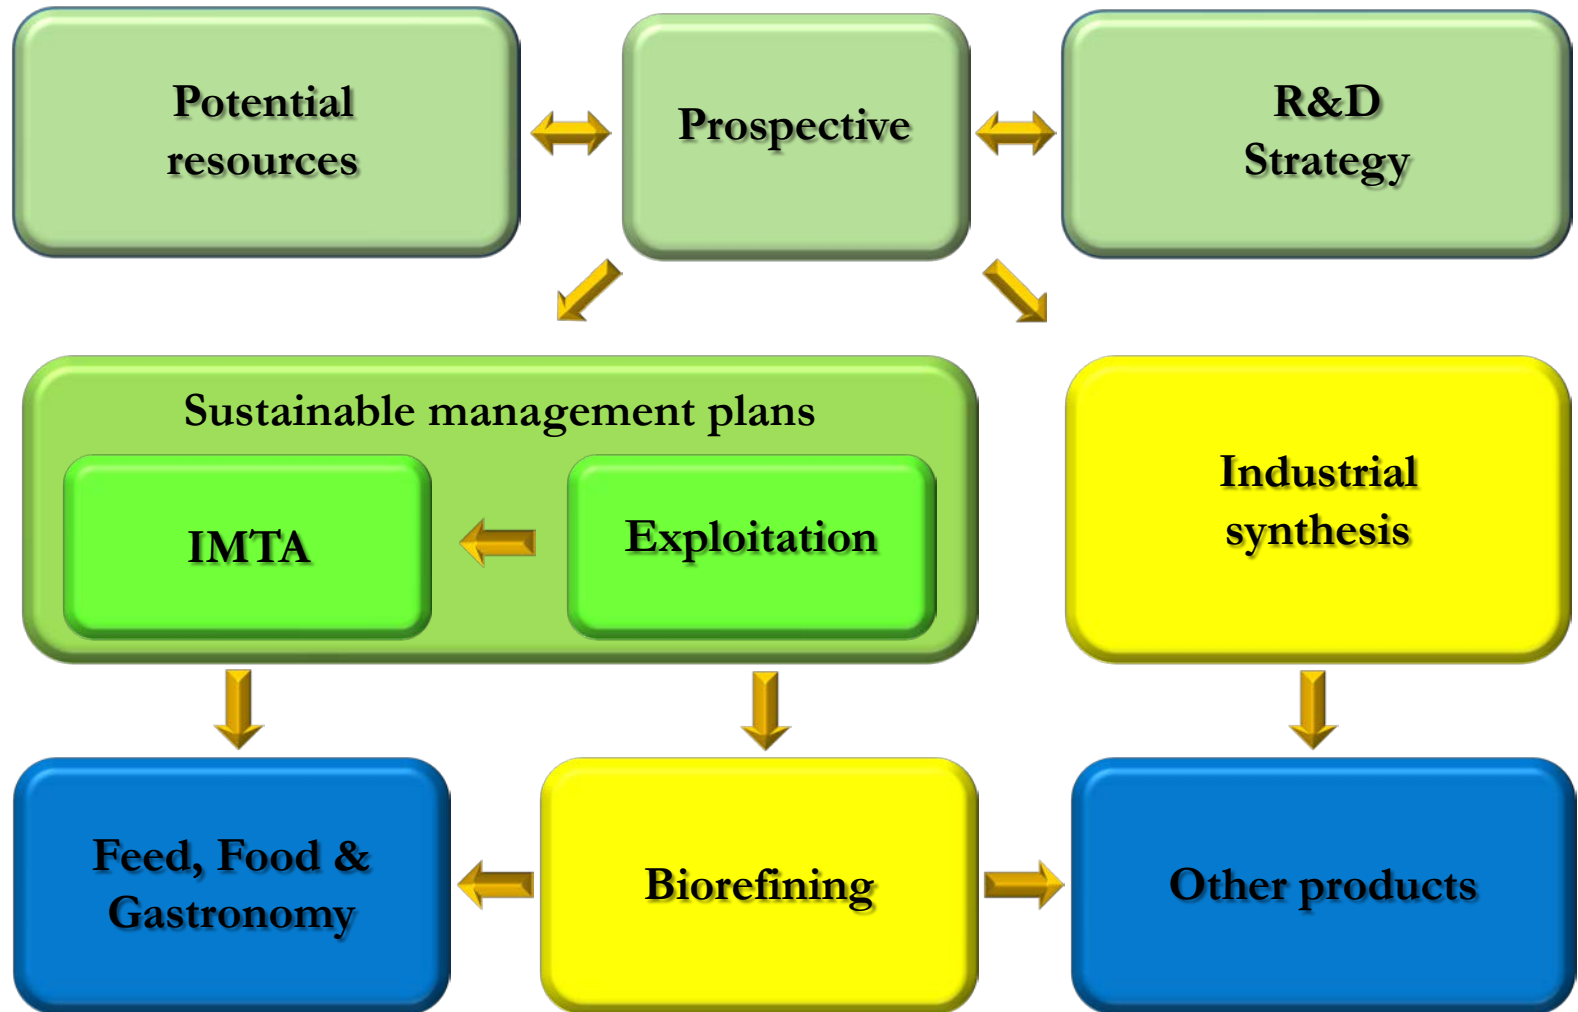 Potential
resources
Prospective
R&D
Strategy
Sustainable management plans
IMTA
Exploitation
Industrial
synthesis
Feed, Food &
Gastronomy
Biorefining
Other products